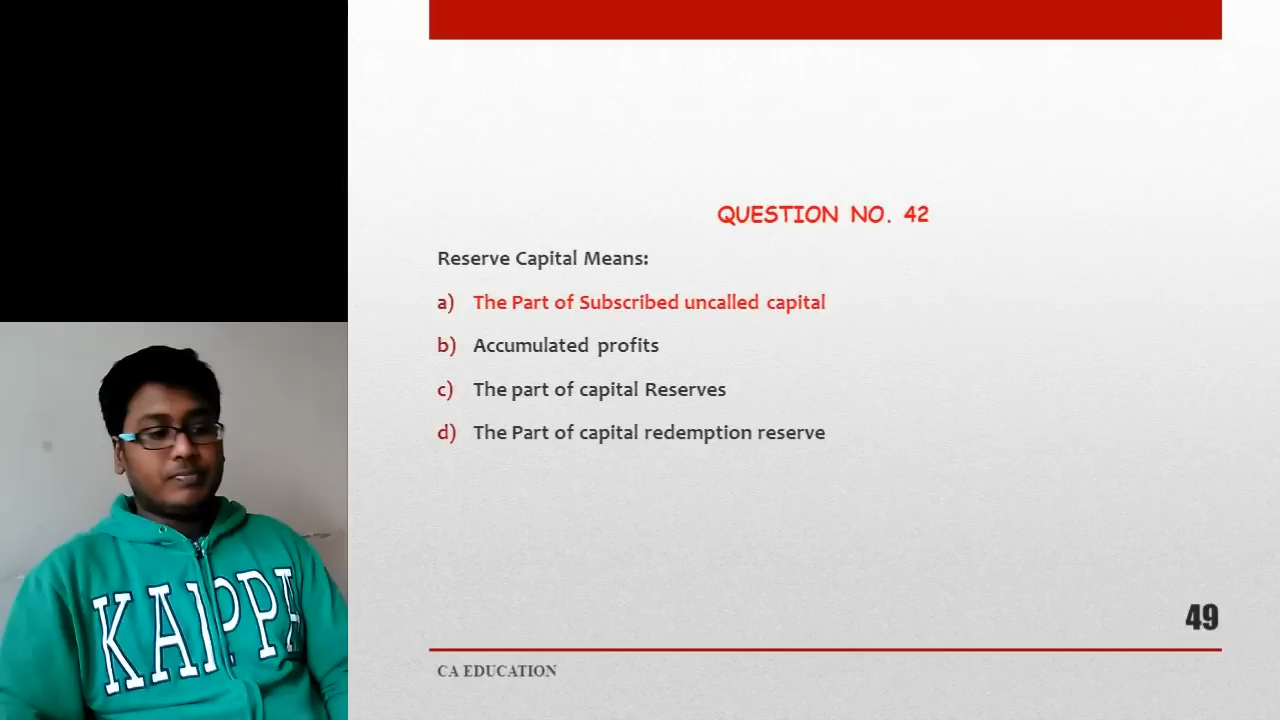 QUESTION NO. 42
Reserve Capital Means:
a) The Part of Subscribed uncalled capital
b) Accumulated profits
c) The part of capital Reserves
d) The Part of capital redemption reserve
49
CA EDUCATION
KAPPA